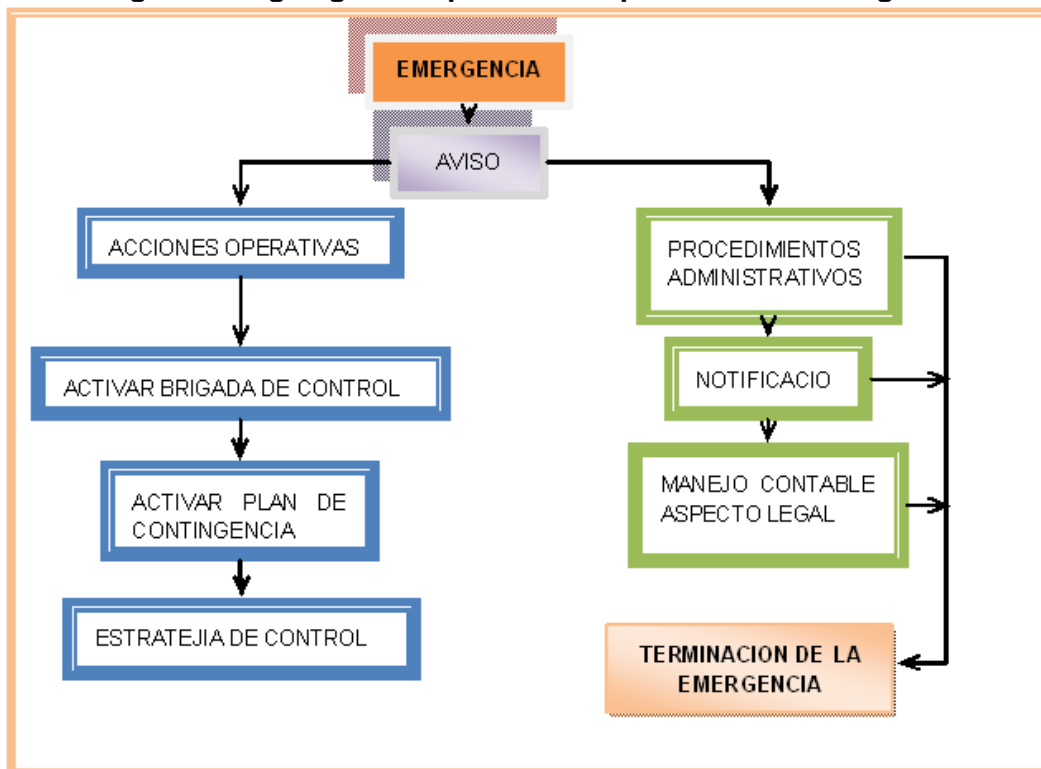 EMERGENCIA
AVISO
ACCIONES OPERATIVAS
ACTIVAR BRIGADA DE CONTROL
ACTIVAR PLAN DE
CONTINGENCIA
ESTRATEJIA DE CONTROL
PROCEDIMIENTOS
ADMINISTRATIVOS
NOTIFICACIO
MANEJO CONTABLE
ASPECTO LEGAL
TERMINACION DE LA
EMERGENCIA